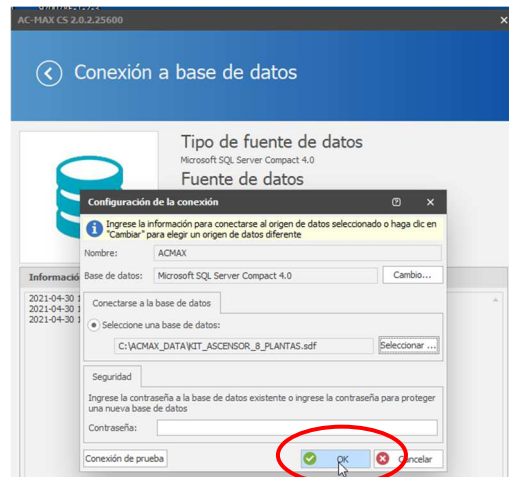 AC-MAX CS 2.0.2.25600
Conexión a base de datos
Tipo de fuente de datos
Microsoft SQL Server Compact 4.0
Fuente de datos
Configuración de la conexión
Ingrese la información para conectarse al origen de datos seleccionado o haga clic en
"Cambiar" para elegir un origen de datos diferente
Nombre: ACMAX
Informació
Base de datos: Microsoft SQL Server Compact 4.0 Cambio...
2021-04-30 1
2021-04-30 1
2021-04-30 1
Conectarse a la base de datos
Seleccione una base de datos:
C:\ACMAX_DATA\KIT_ASCENSOR_8_PLANTAS.sdf Seleccionar ...
Seguridad
Ingrese la contraseña a la base de datos existente o ingrese la contraseña para proteger
una nueva base de datos
Contraseña:
Conexión de prueba OK Cancelar